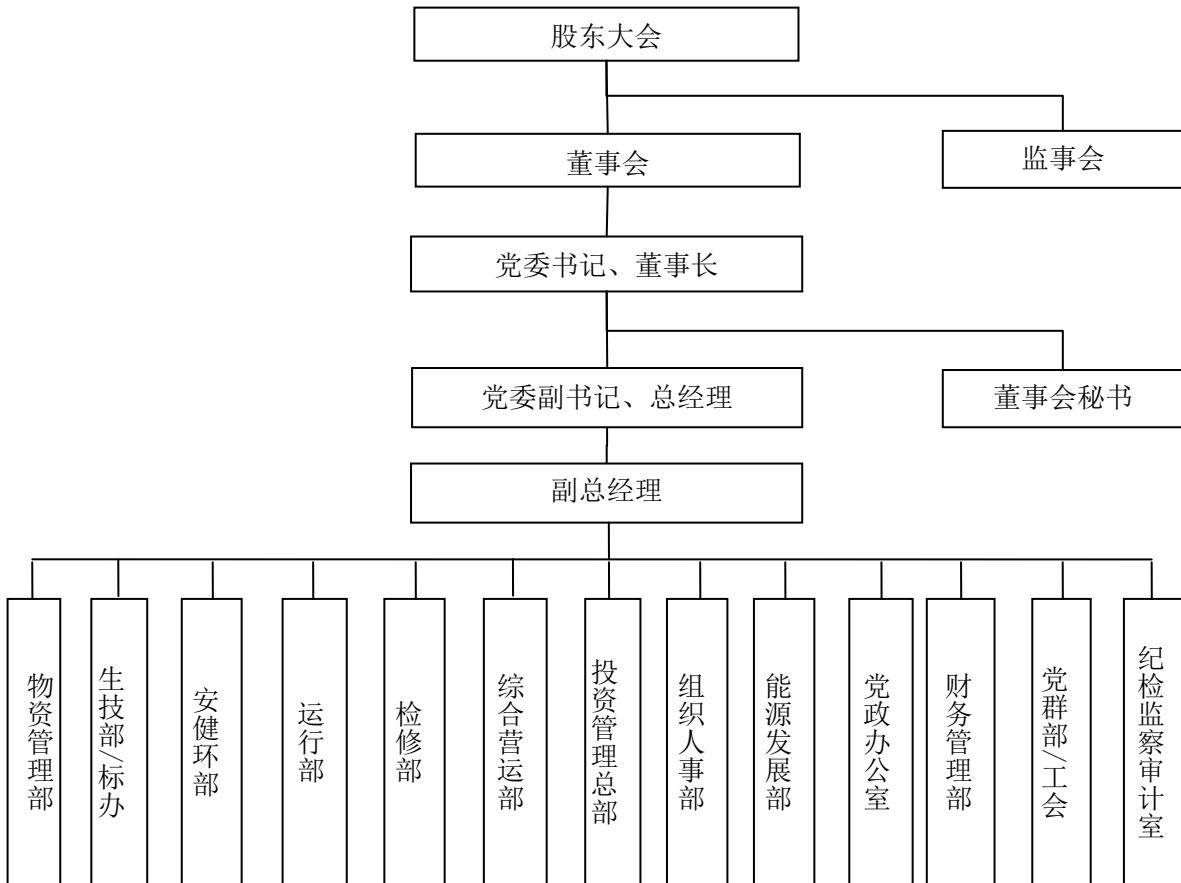 股东大会
董事会
监事会
党委书记、董事长
党委副书记、总经理
董事会秘书
副总经理
物资管理部
生技部/标办
安健环部
运行部
检修部
综合营运部
投资管理总部
组织人事部
能源发展部
党政办公室
财务管理部
党群部/工会
纪检监察审计室